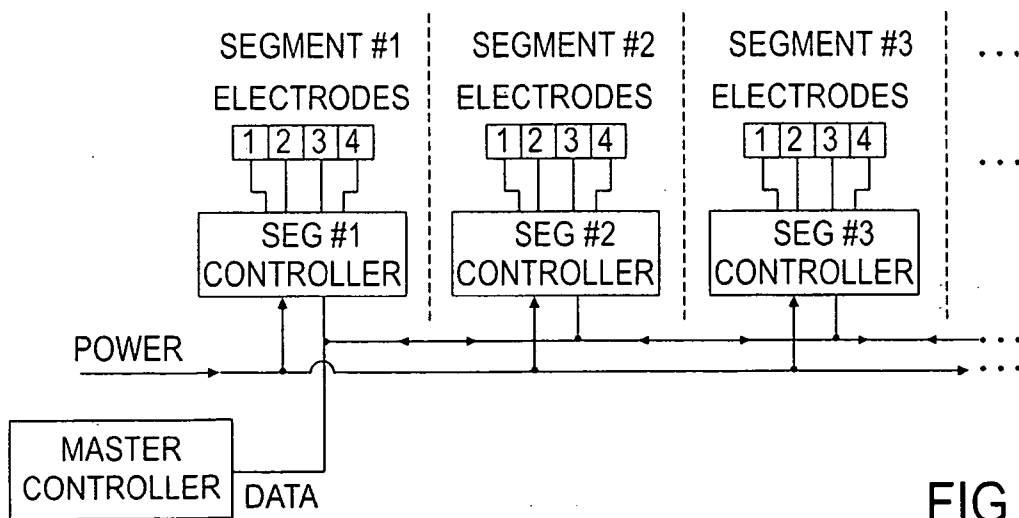 SEGMENT #1 SEGMENT #2 SEGMENT #3 ...
ELECTRODES ELECTRODES ELECTRODES
1 2 3 4 1 2 3 4 1 2 3 4 ...
SEG #1 CONTROLLER
SEG #2 CONTROLLER
SEG #3 CONTROLLER
POWER ...
...
MASTER
CONTROLLER
DATA
FIG